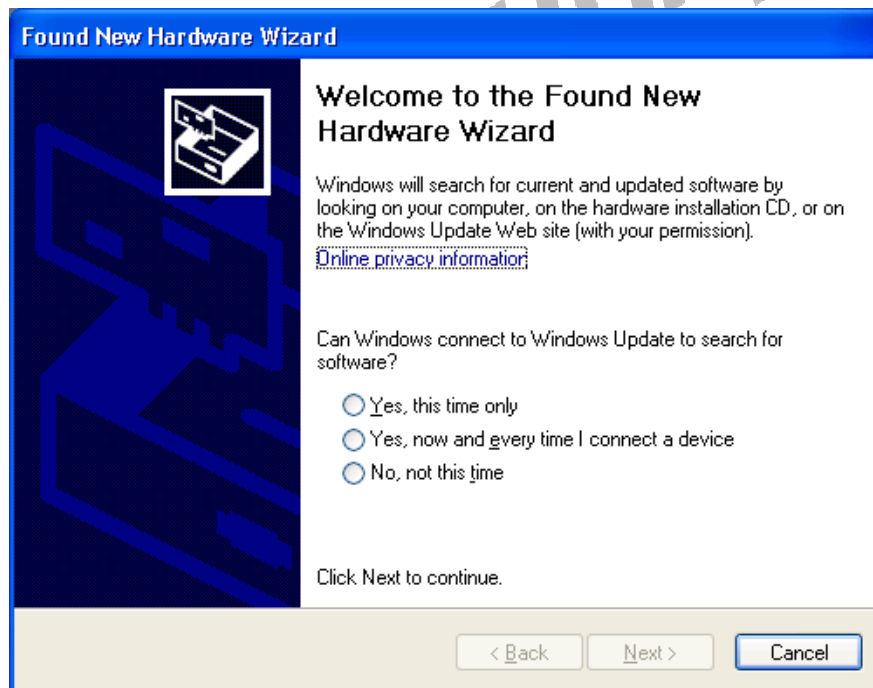 Found New Hardware Wizard
Welcome to the Found New
Hardware Wizard
Windows will search for current and updated software by
looking on your computer, on the hardware installation CD, or on
the Windows Update Web site (with your permission).
Online privacy information
Can Windows connect to Windows Update to search for
software?
Yes, this time only
Yes, now and every time I connect a device
No, not this time
Click Next to continue.
< Back
Next >
Cancel